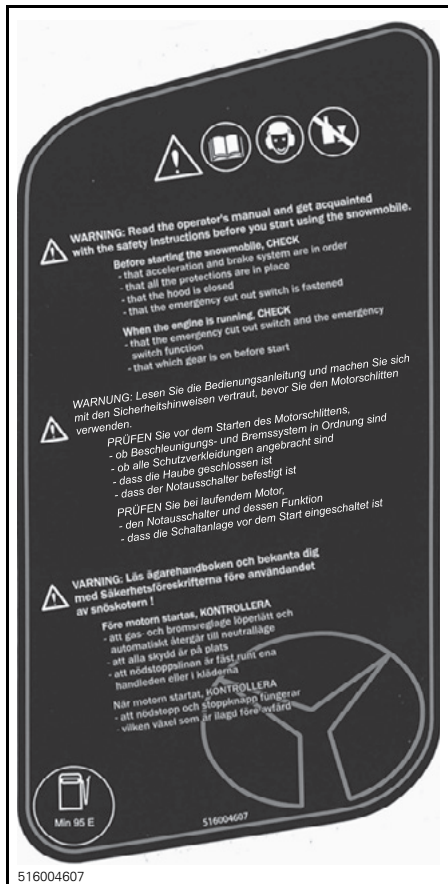 WARNING: Read the operator's manual and get acquainted
with the safety instructions before you start using the snowmobile.
Before starting the snowmobile, CHECK
- that acceleration and brake system are in order
- that all the protections are in place
- that the hood is closed
- that the emergency cut out switch is fastened
When the engine is running, CHECK
- that the emergency cut out switch and the emergency
switch function
- that which gear is on before start
WARNUNG: Lesen Sie die Bedienungsanleitung und machen Sie sich
mit den Sicherheitshinweisen vertraut, bevor Sie den Motorschlitten
verwenden.
PRÜFEN Sie vor dem Starten des Motorschlittens,
- ob Beschleunigungs- und Bremssystem in Ordnung sind
- ob alle Schutzverkleidungen angebracht sind
- dass die Haube geschlossen ist
- dass der Notausschalter befestigt ist
PRÜFEN Sie bei laufendem Motor,
- den Notausschalter und dessen Funktion
- dass die Schaltanlage vor dem Start eingeschaltet ist
VARNING: Läs ägarehandboken och bekanta dig
med Säkerhetsföreskrifterna före användandet
av snöskotern !
Före motorn startas, KONTROLLERA
- att gas- och bromsreglage löperlätt och
automatiskt återgår till neutralläge
- att alla skydd är på plats
- att nödstoppslinan är fäst runt ena
handleden eller i kläderna
När motorn startat, KONTROLLERA
- att nödstopp och stoppknapp fungerar
- vilken växel som är ilagd före avfärd
Min 95 E
516004607
516004607